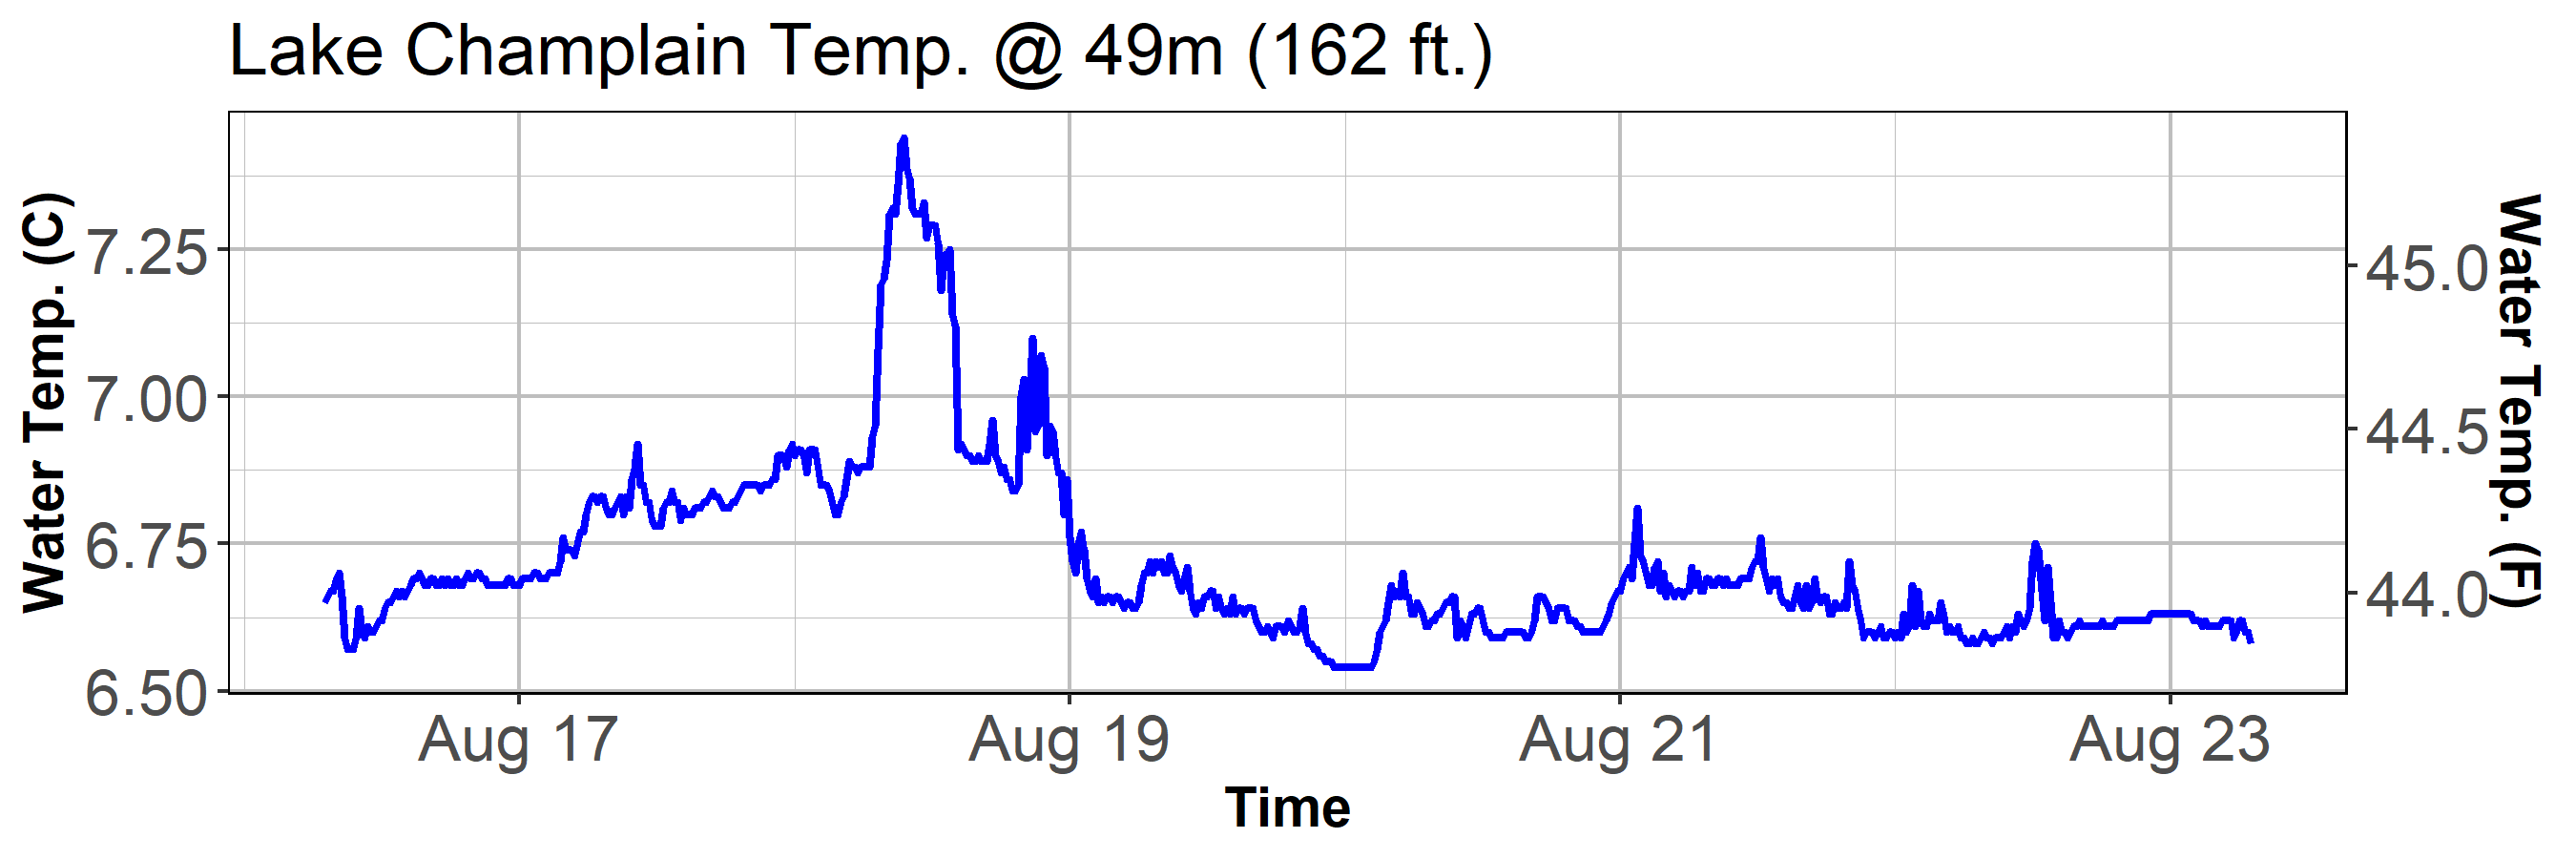 Lake Champlain Temp. @ 49m (162 ft.)
Water Temp. (C)
7.25
7.00
6.75
6.50
45.0
44.5
44.0
Water Temp. (F)
Aug 17 Aug 19 Aug 21 Aug 23
Time